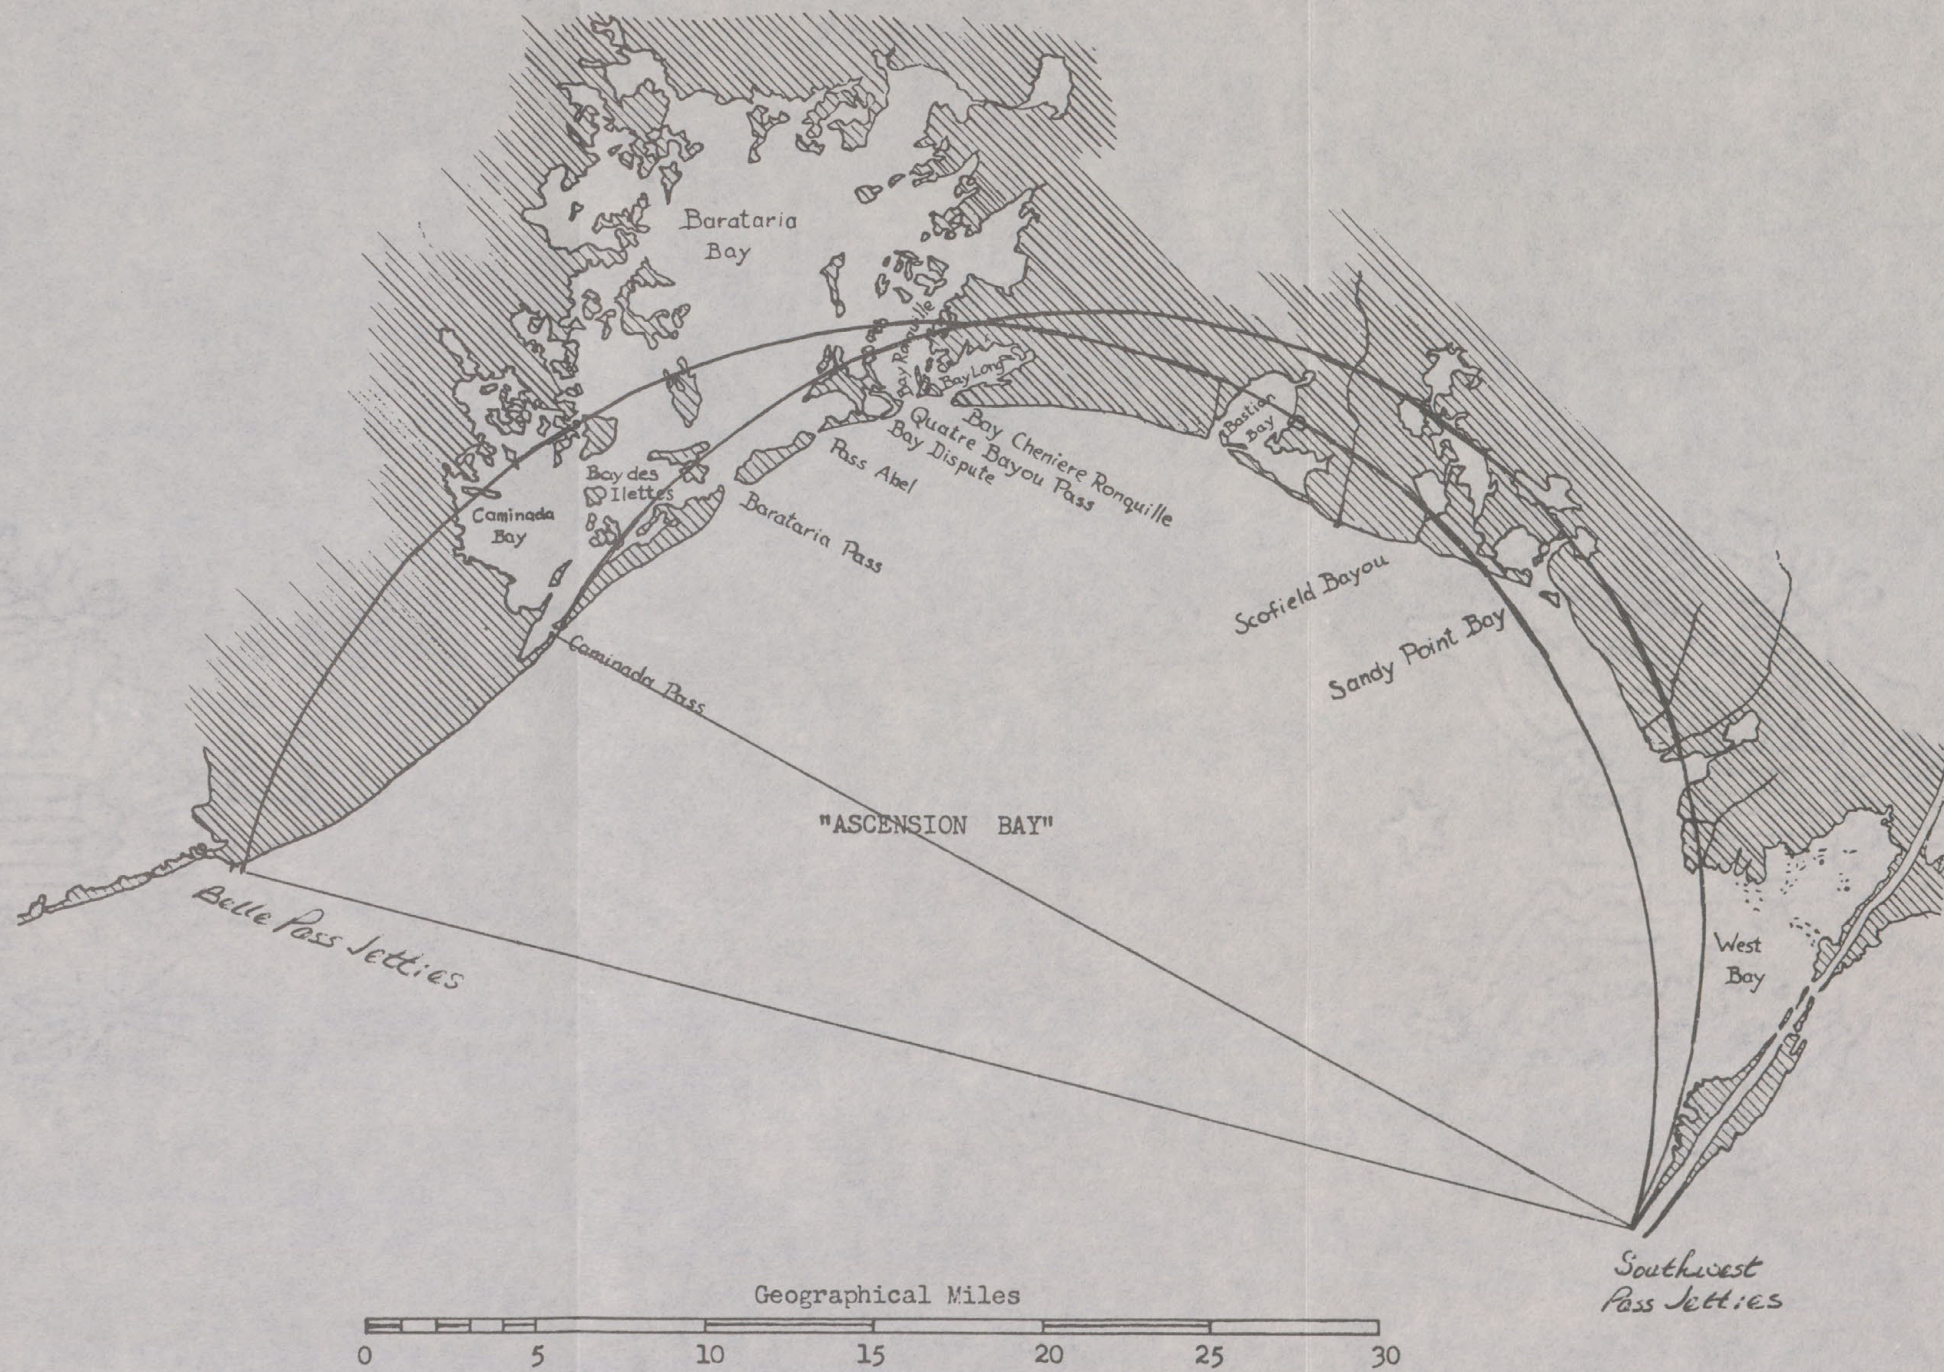 Barataria
Bay
Bay Ronquille
Bay Long
Bastian
Bay
Bay des
Ilettes
Caminada
Bay
Bay Cheniere Ronquille
Quatre Bayou Pass
Bay Dispute
Pass Abel
Barataria Pass
Scofield Bayou
Sandy Point Bay
Caminada Pass
"ASCENSION BAY"
Belle Pass Jetties
West
Bay
Southwest
Pass Jetties
Geographical Miles
0 5 10 15 20 25 30